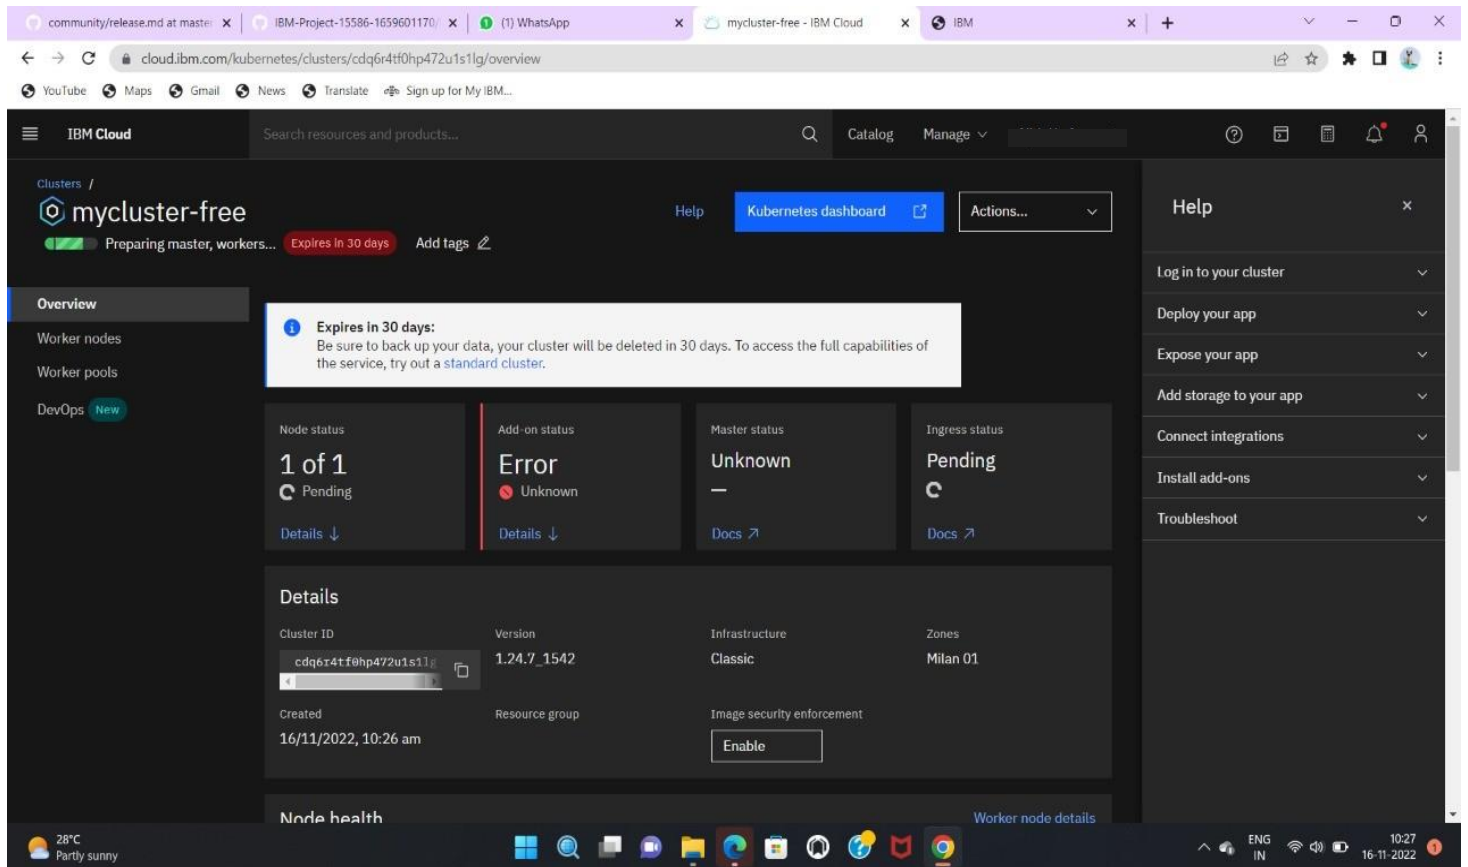 community/release.md at master
IBM-Project-15586-1659601170/
(1) WhatsApp
mycluster-free - IBM Cloud
IBM
cloud.ibm.com/kubernetes/clusters/cdq6r4tf0hp472u1s1lg/overview
YouTube Maps Gmail News Translate Sign up for My IBM...
IBM Cloud
Search resources and products...
Catalog
Manage
Clusters /
mycluster-free
Help
Kubernetes dashboard
Actions...
Preparing master, workers...
Expires in 30 days
Add tags
Overview
Worker nodes
Worker pools
DevOps New
Expires in 30 days:
Be sure to back up your data, your cluster will be deleted in 30 days. To access the full capabilities of
the service, try out a standard cluster.
Node status
1 of 1
Pending
Details
Add-on status
Error
Unknown
Details
Master status
Unknown
–
Docs
Ingress status
Pending
Docs
Details
Cluster ID
cdq6r4tf0hp472u1s1lg
Version
1.24.7_1542
Infrastructure
Classic
Zones
Milan 01
Created
16/11/2022, 10:26 am
Resource group
Image security enforcement
Enable
Node health
Worker node details
Help
Log in to your cluster
Deploy your app
Expose your app
Add storage to your app
Connect integrations
Install add-ons
Troubleshoot
28°C
Partly sunny
ENG
IN
10:27
16-11-2022
1